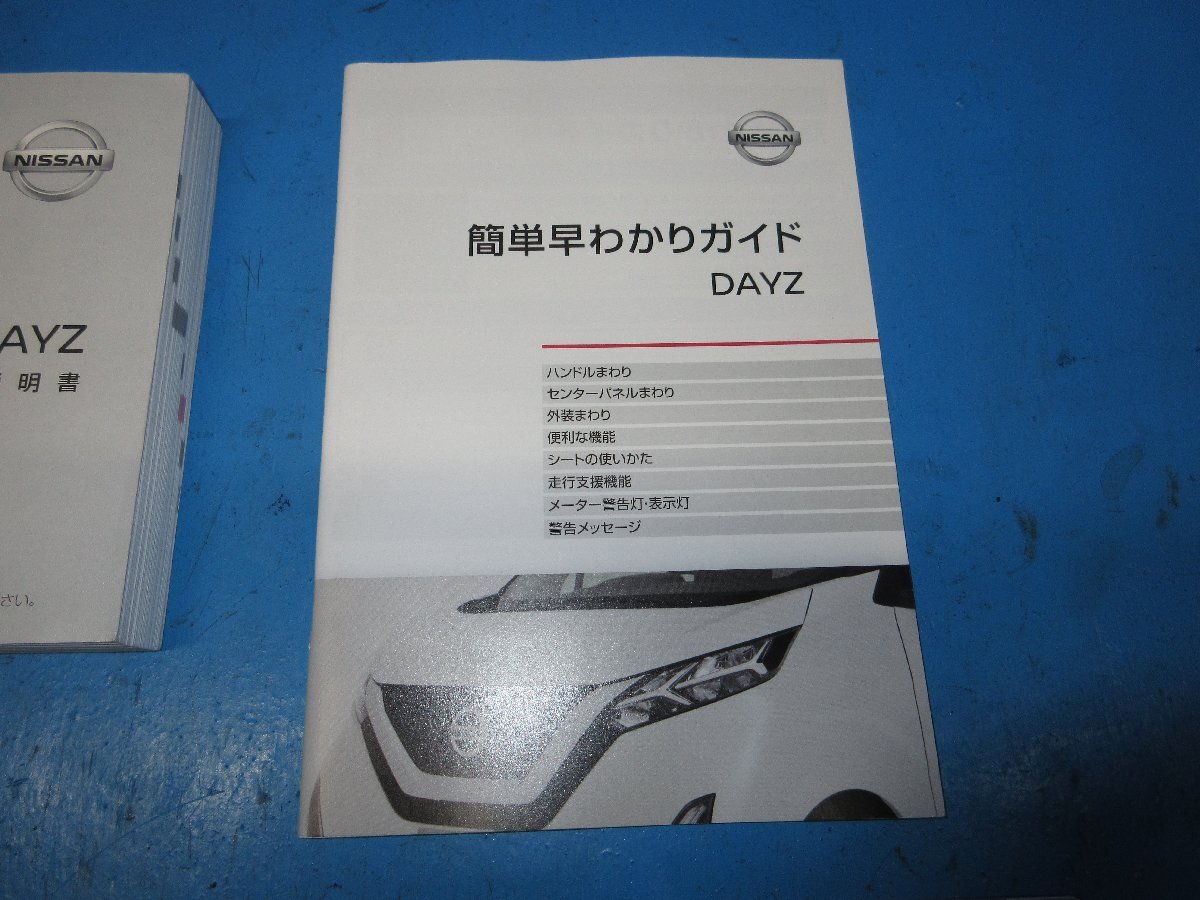 NISSAN
AYZ
明書
さい。
NISSAN
簡単早わかりガイド
DAYZ
ハンドルまわり
センターパネルまわり
外装まわり
便利な機能
シートの使いかた
走行支援機能
メーター警告灯・表示灯
警告メッセージ